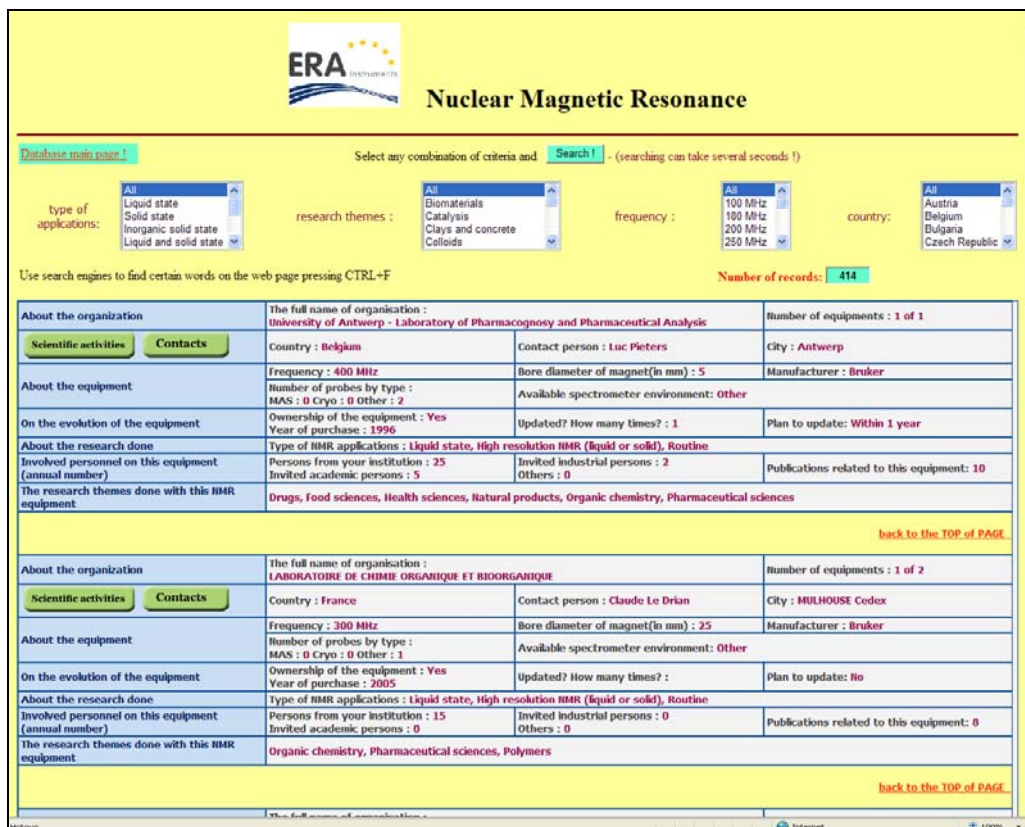 ERA
Instruments
Nuclear Magnetic Resonance
Database main page !
Select any combination of criteria and Search ! - (searching can take several seconds !)
type of applications:
All
Liquid state
Solid state
Inorganic solid state
Liquid and solid state
research themes :
All
Biomaterials
Catalysis
Clays and concrete
Colloids
frequency :
All
100 MHz
180 MHz
200 MHz
250 MHz
country:
All
Austria
Belgium
Bulgaria
Czech Republic
Use search engines to find certain words on the web page pressing CTRL+F
Number of records: 414
About the organization
The full name of organisation :
University of Antwerp - Laboratory of Pharmacognosy and Pharmaceutical Analysis
Number of equipments : 1 of 1
Scientific activities Contacts
Country : Belgium
Contact person : Luc Pieters
City : Antwerp
About the equipment
Frequency : 400 MHz
Bore diameter of magnet(in mm) : 5
Manufacturer : Bruker
Number of probes by type :
MAS : 0 Cryo : 0 Other : 2
Available spectrometer environment: Other
On the evolution of the equipment
Ownership of the equipment : Yes
Year of purchase : 1996
Updated? How many times? : 1
Plan to update: Within 1 year
About the research done
Type of NMR applications : Liquid state, High resolution NMR (liquid or solid), Routine
Involved personnel on this equipment
(annual number)
Persons from your institution : 25
Invited academic persons : 5
Invited industrial persons : 2
Others : 0
Publications related to this equipment: 10
The research themes done with this NMR
equipment
Drugs, Food sciences, Health sciences, Natural products, Organic chemistry, Pharmaceutical sciences
back to the TOP of PAGE
About the organization
The full name of organisation :
LABORATOIRE DE CHIMIE ORGANIQUE ET BIOORGANIQUE
Number of equipments : 1 of 2
Scientific activities Contacts
Country : France
Contact person : Claude Le Drian
City : MULHOUSE Cedex
About the equipment
Frequency : 300 MHz
Bore diameter of magnet(in mm) : 25
Manufacturer : Bruker
Number of probes by type :
MAS : 0 Cryo : 0 Other : 1
Available spectrometer environment: Other
On the evolution of the equipment
Ownership of the equipment : Yes
Year of purchase : 2005
Updated? How many times? :
Plan to update: No
About the research done
Type of NMR applications : Liquid state, High resolution NMR (liquid or solid), Routine
Involved personnel on this equipment
(annual number)
Persons from your institution : 15
Invited academic persons : 0
Invited industrial persons : 0
Others : 0
Publications related to this equipment: 8
The research themes done with this NMR
equipment
Organic chemistry, Pharmaceutical sciences, Polymers
back to the TOP of PAGE
The full name of organisation :
Internet
100%